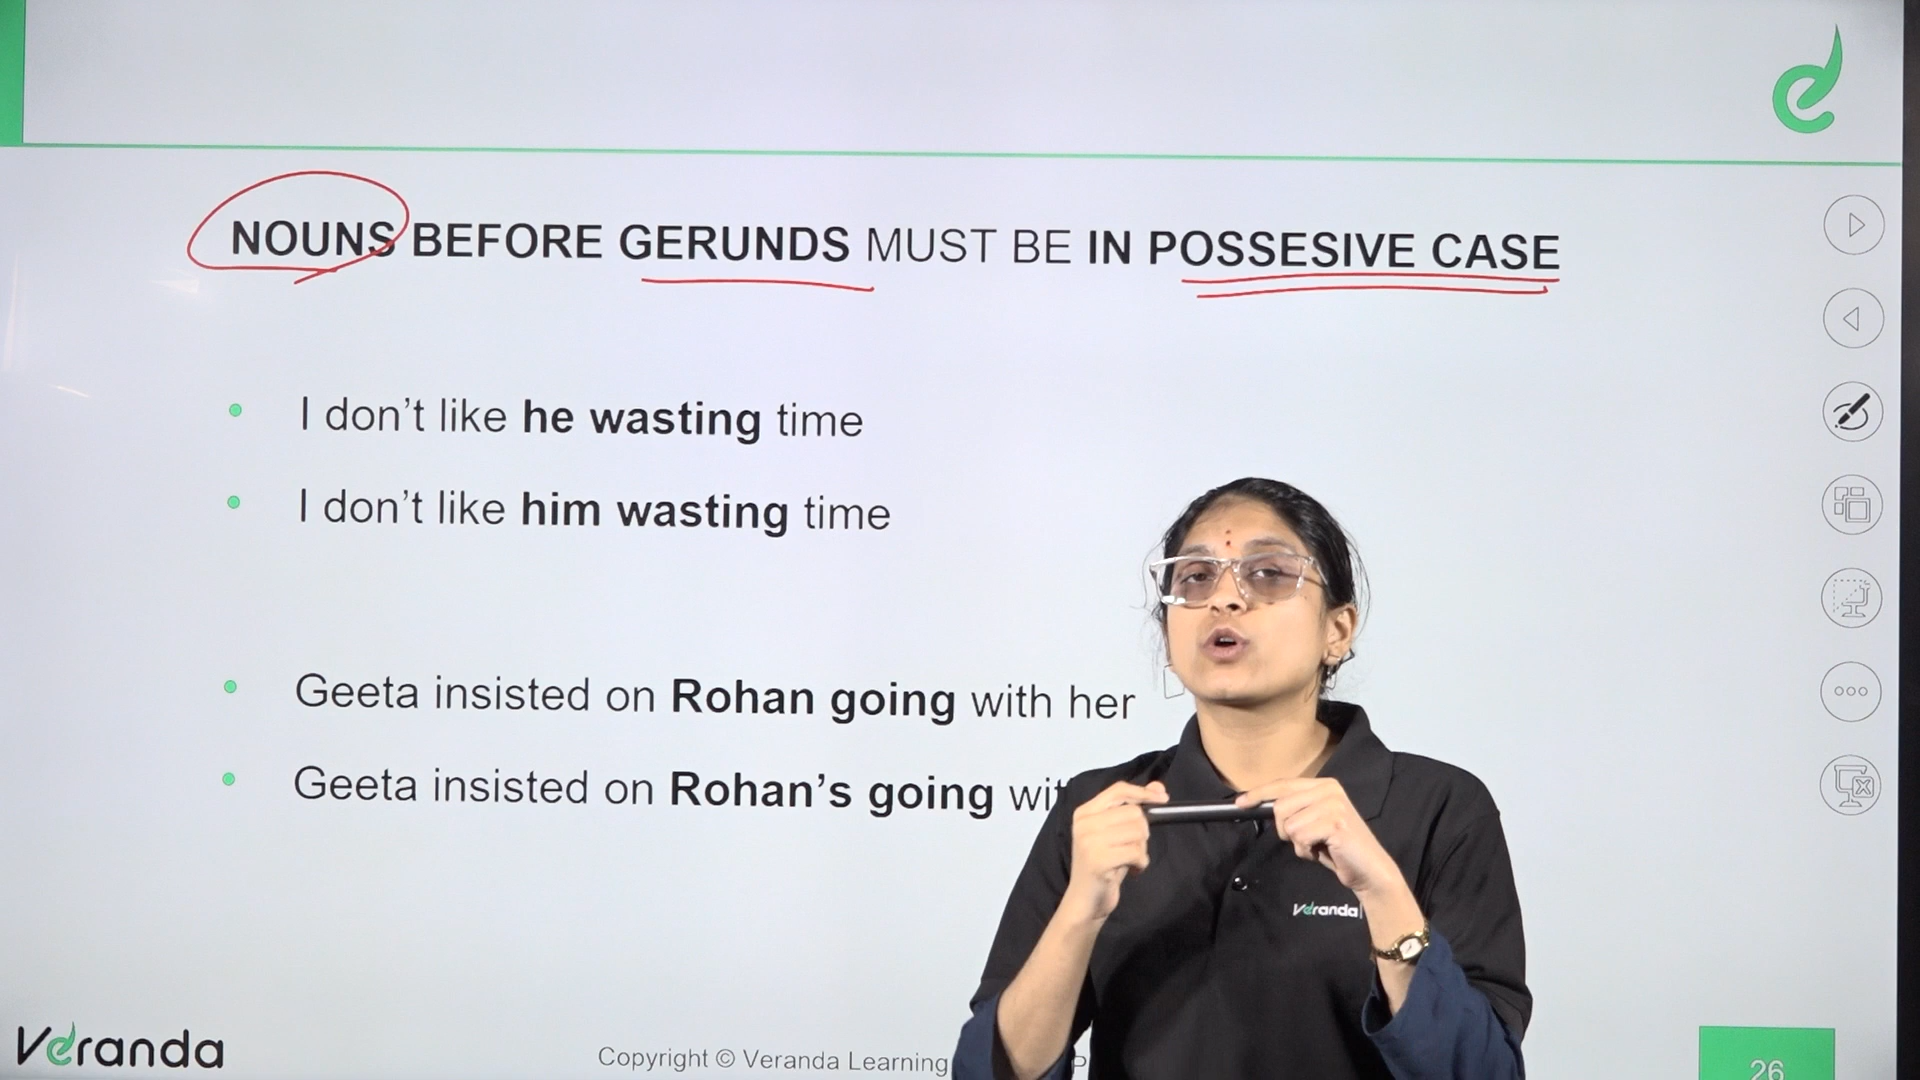 NOUNS BEFORE GERUNDS MUST BE IN POSSESIVE CASE
I don't like he wasting time
I don't like him wasting time
Geeta insisted on Rohan going with her
Geeta insisted on Rohan's going
Veranda
Veranda
Copyright © Veranda Learning
26